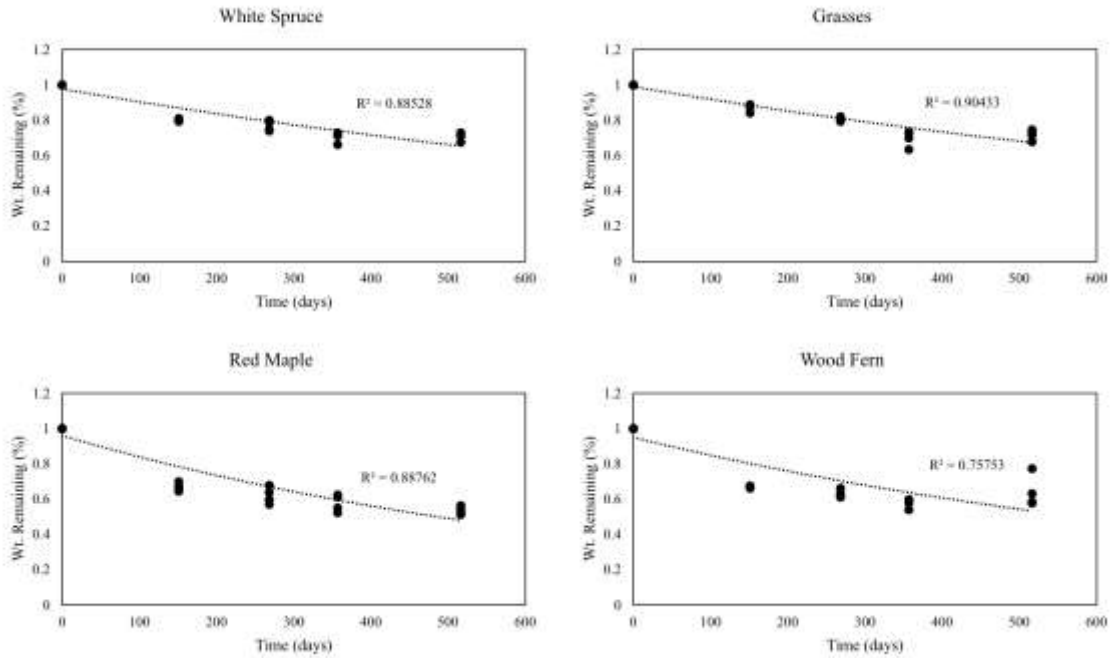 White Spruce
1.2
1
0.8
0.6
0.4
0.2
0
Wt. Remaining (%)
R² = 0.88528
0 100 200 300 400 500 600
Time (days)
Grasses
1.2
1
0.8
0.6
0.4
0.2
0
Wt. Remaining (%)
R² = 0.90433
0 100 200 300 400 500 600
Time (days)
Red Maple
1.2
1
0.8
0.6
0.4
0.2
0
Wt. Remaining (%)
R² = 0.88762
0 100 200 300 400 500 600
Time (days)
Wood Fern
1.2
1
0.8
0.6
0.4
0.2
0
Wt. Remaining (%)
R² = 0.75753
0 100 200 300 400 500 600
Time (days)